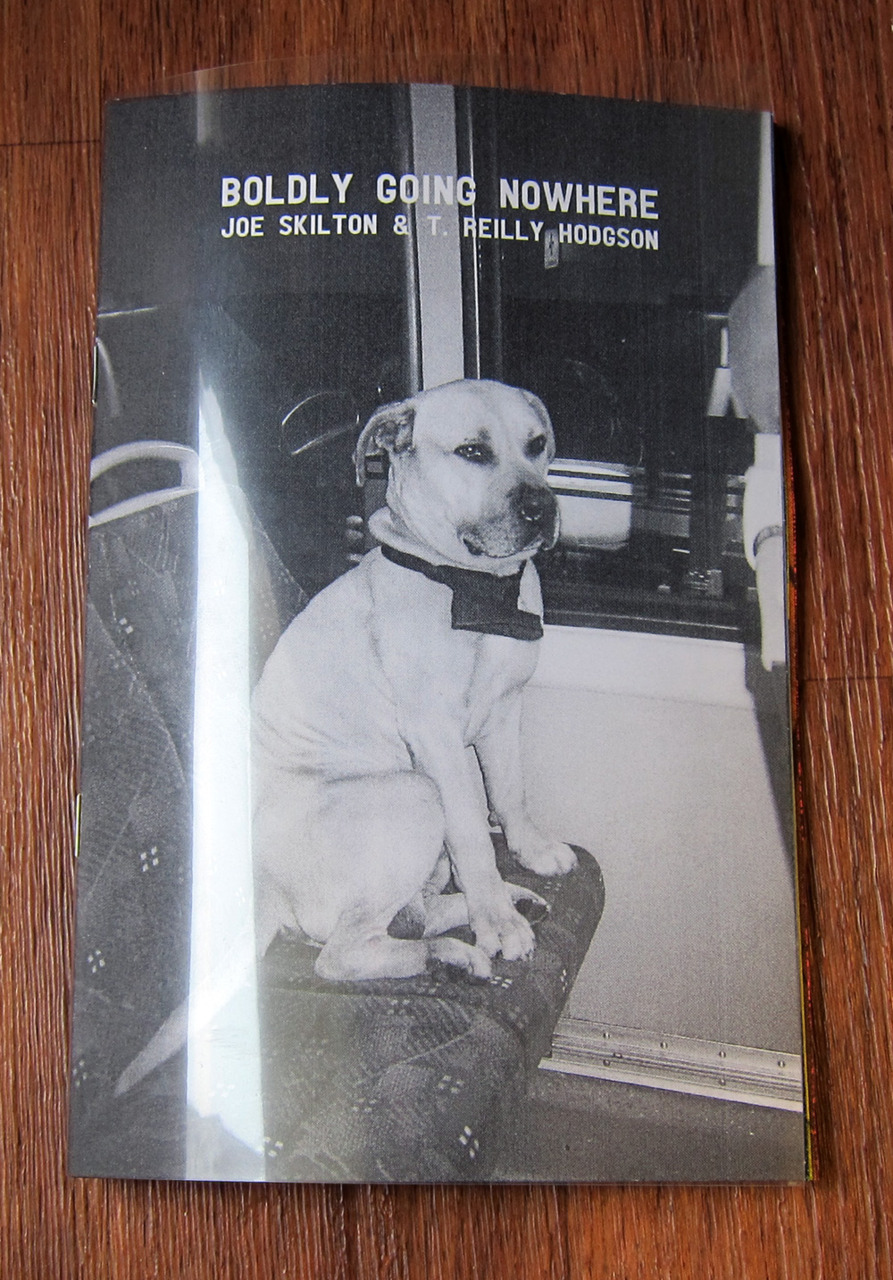 BOLDLY GOING NOWHERE
JOE SKILTON & T. REILLY HODGSON